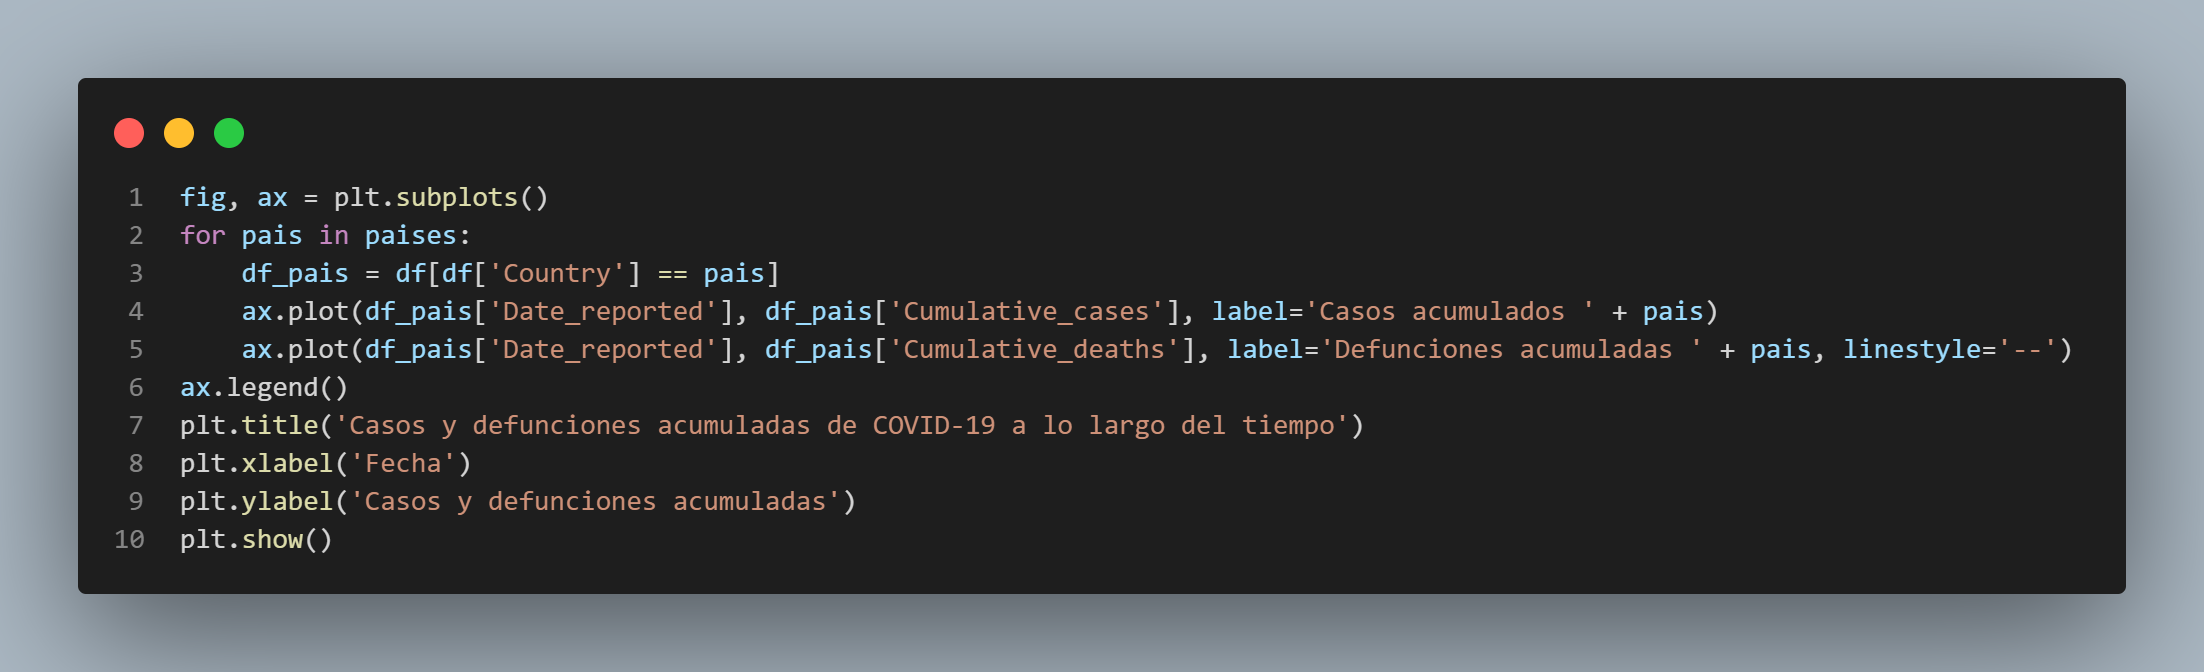 1 fig, ax = plt.subplots()
2 for pais in paises:
3     df_pais = df[df['Country'] == pais]
4     ax.plot(df_pais['Date_reported'], df_pais['Cumulative_cases'], label='Casos acumulados ' + pais)
5     ax.plot(df_pais['Date_reported'], df_pais['Cumulative_deaths'], label='Defunciones acumuladas ' + pais, linestyle='--')
6 ax.legend()
7 plt.title('Casos y defunciones acumuladas de COVID-19 a lo largo del tiempo')
8 plt.xlabel('Fecha')
9 plt.ylabel('Casos y defunciones acumuladas')
10 plt.show()